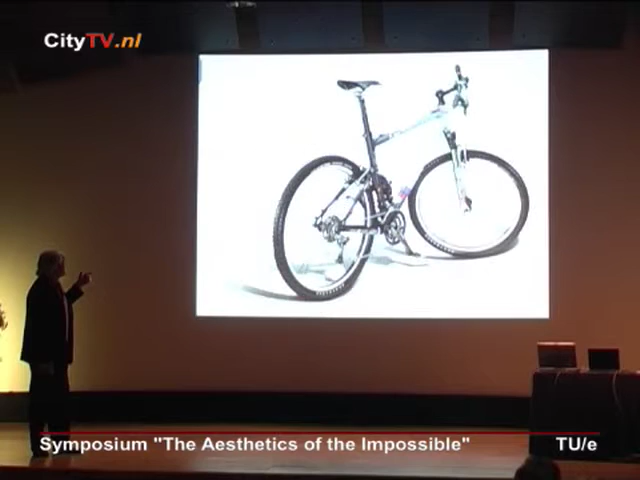 CityTV.nl
Symposium "The Aesthetics of the Impossible"
TU/e